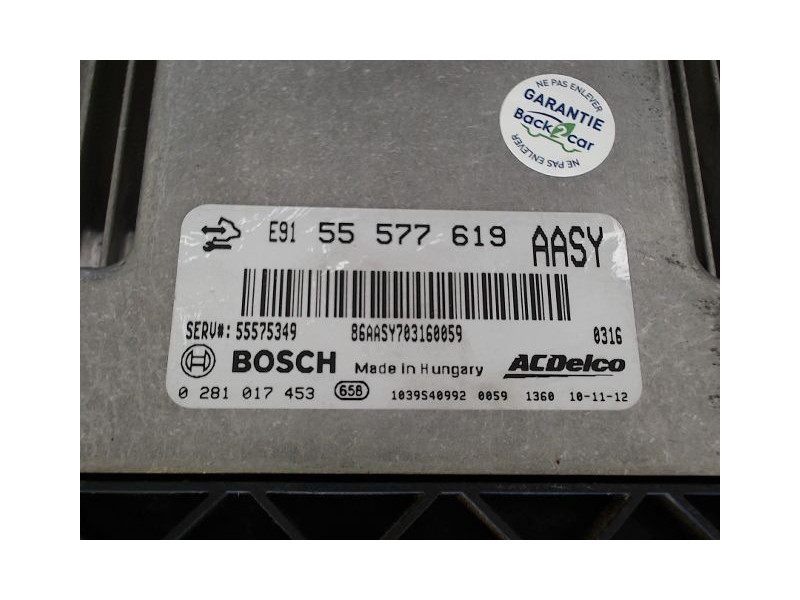 NE PAS ENLEVER
GARANTIE
Back2car
NE PAS ENLEVER
E91 55 577 619 AASY
SERV#: 55575349 86AASY703160059 0316
BOSCH Made in Hungary ACDelco
0 281 017 453 658 1039S40992 0059 1360 10-11-12